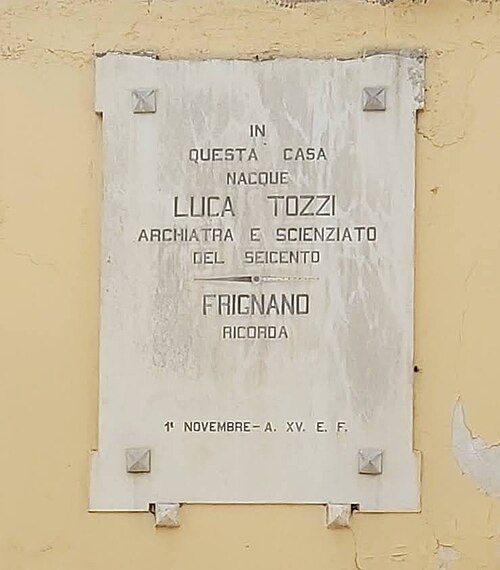 IN
QUESTA CASA
NACQUE
LUCA TOZZI
ARCHIATRA E SCIENZIATO
DEL SEICENTO
FRIGNANO
RICORDA
1° NOVEMBRE - A. XV. E. F.